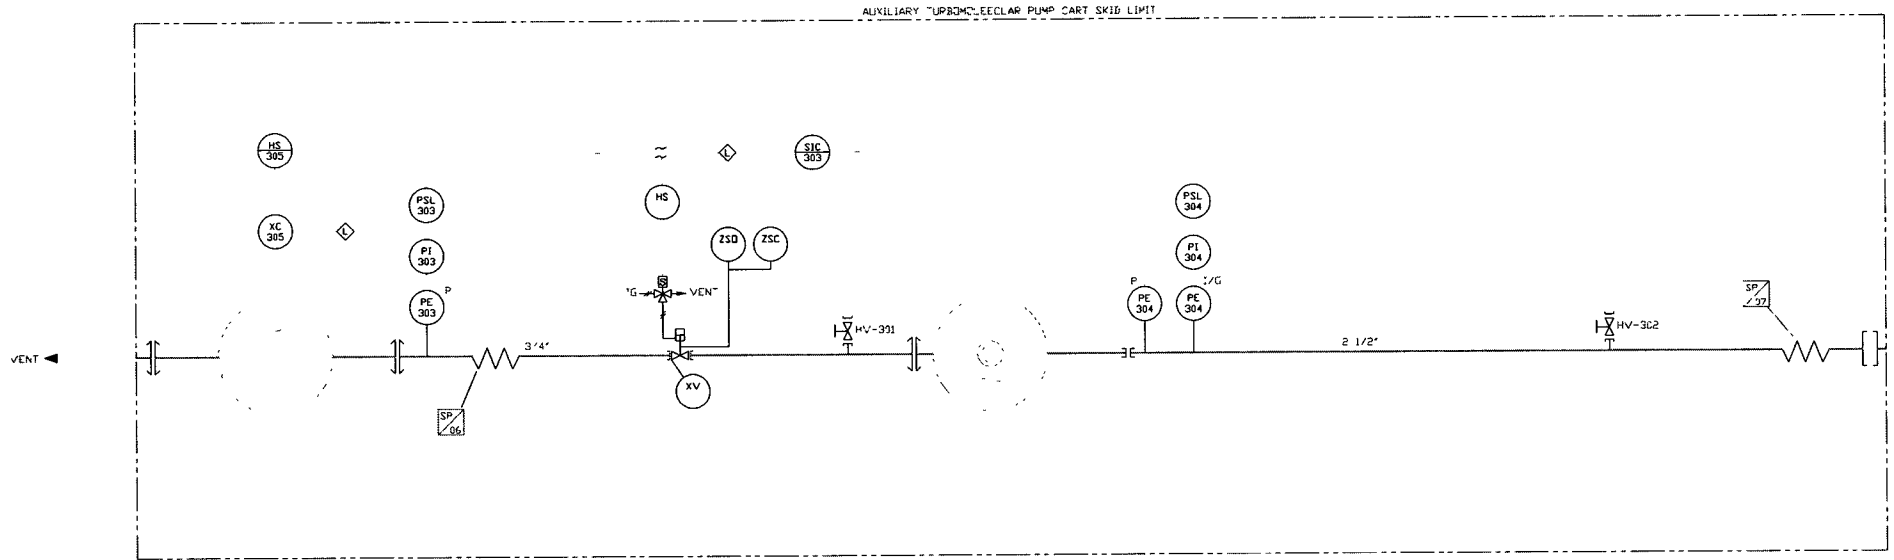 AUXILIARY TURBOMOLEECLAR PUMP CART SKID LIMIT
HS
305
SIC
303
L
PSL
303
HS
PSL
304
XC
305
L
ZSO
ZSC
PI
303
PI
304
P
PE
303
VENT
P
PE
304
PE
304
SP
07
HV-301
HV-302
VENT
3/4"
2 1/2"
XV
SP
06